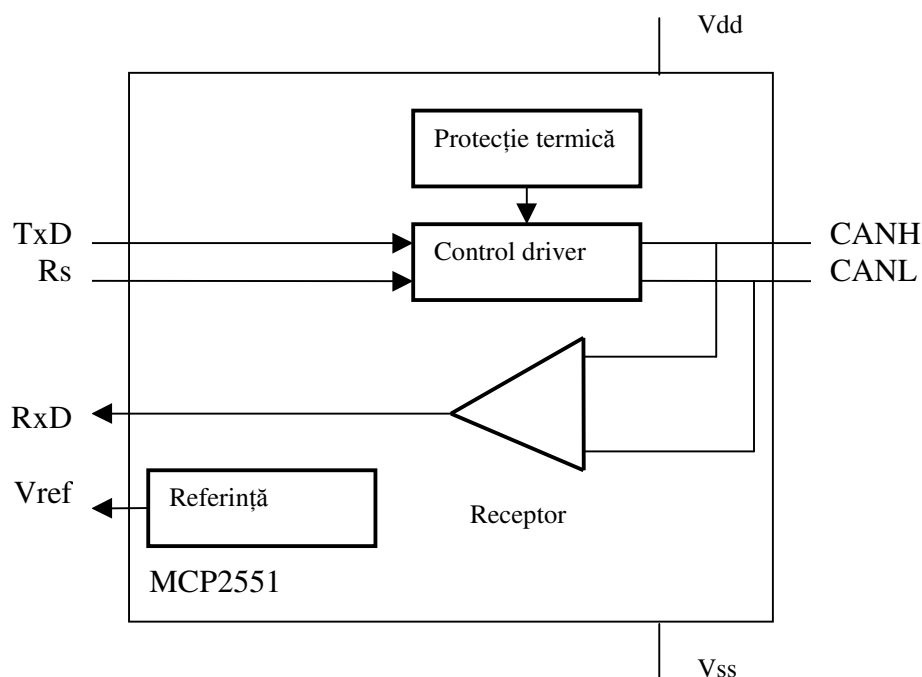 Vdd
Protecție termică
TxD
Control driver
CANH
Rs
CANL
RxD
Vref
Referință
Receptor
MCP2551
Vss